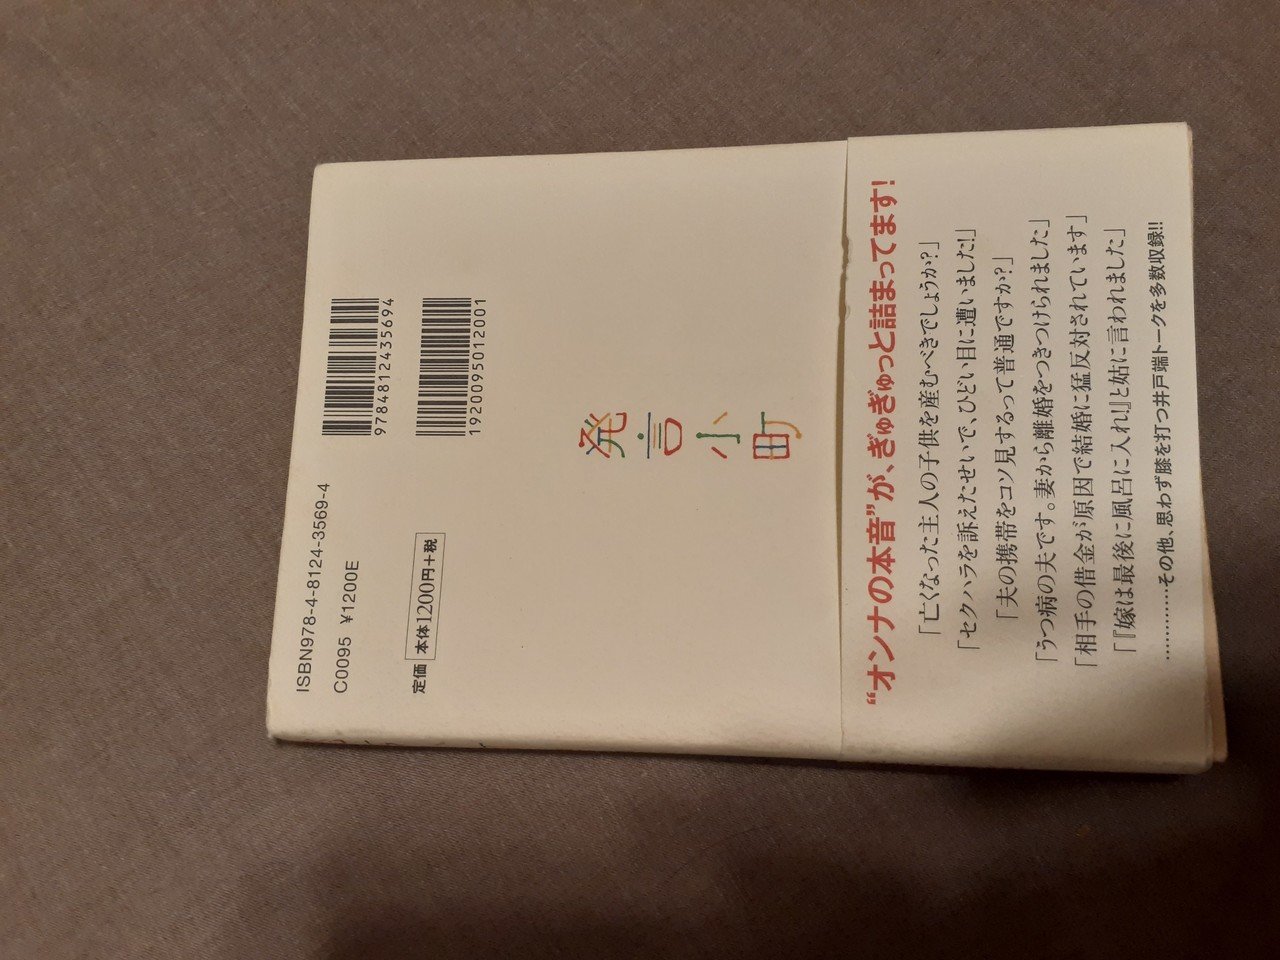 9784812435694
1920095012001
ISBN978-4-8124-3569-4
C0095 ¥1200E
定価 本体1200円+税
発言小町
“オンナの本音”が、ぎゅぎゅっと詰まってます!
「亡くなった主人の子供を産むべきでしょうか?」
「セクハラを訴えたせいで、ひどい目に遭いました!」
「夫の携帯をコソ見するって普通ですか?」
「うつ病の夫です。妻から離婚をつきつけられました」
「相手の借金が原因で結婚に猛反対されています」
「『嫁は最後に風呂に入れ!』と姑に言われました」
…………その他、思わず膝を打つ井戸端トークを多数収録!!